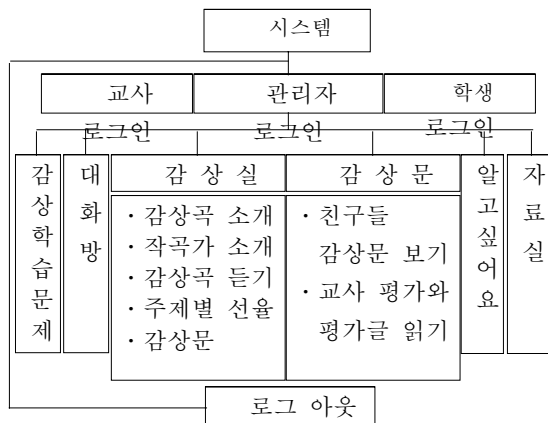 시스템
교사 관리자 학생
로그인 로그인 로그인
감상학습문제
대화방
감 상 실
· 감상곡 소개
· 작곡가 소개
· 감상곡 듣기
· 주제별 선율
· 감상문
감 상 문
· 친구들
감상문 보기
· 교사 평가와
평가글 읽기
알고싶어요
자료실
로그 아웃